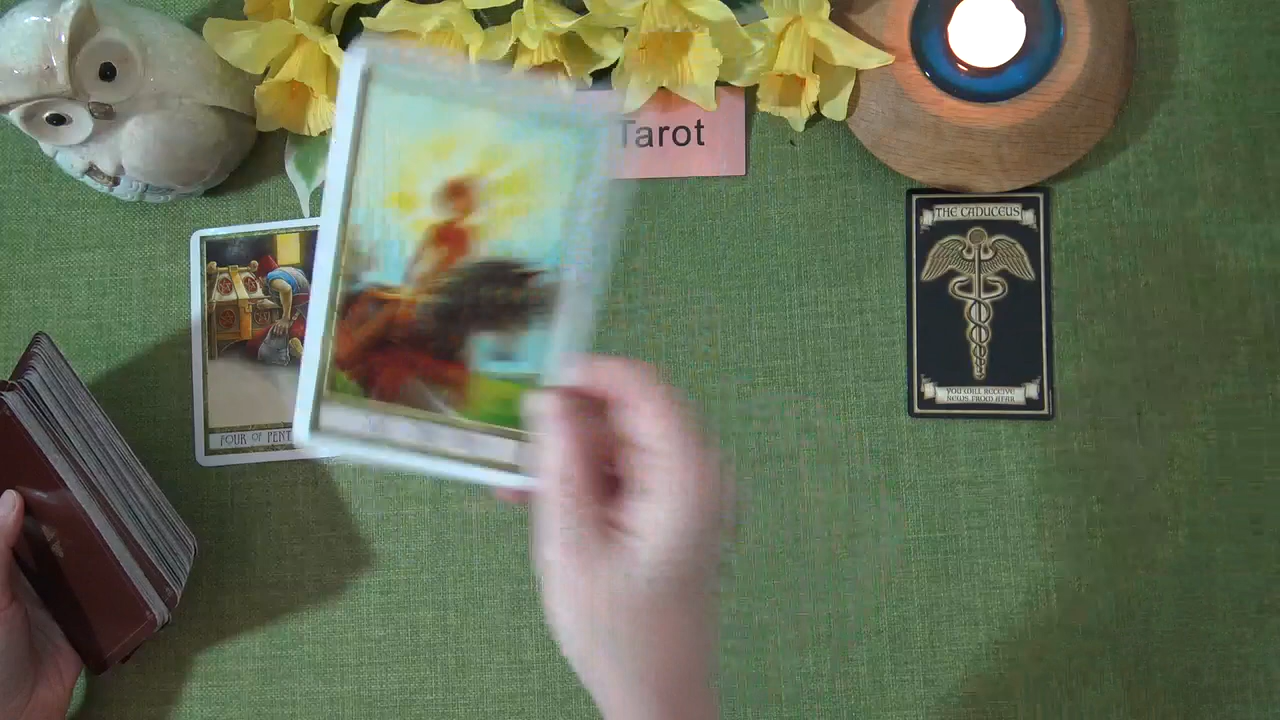 Tarot
THE CADUCEUS
FOUR OF PENT
YOU WILL RECEIVE
NEWS FROM AFAR